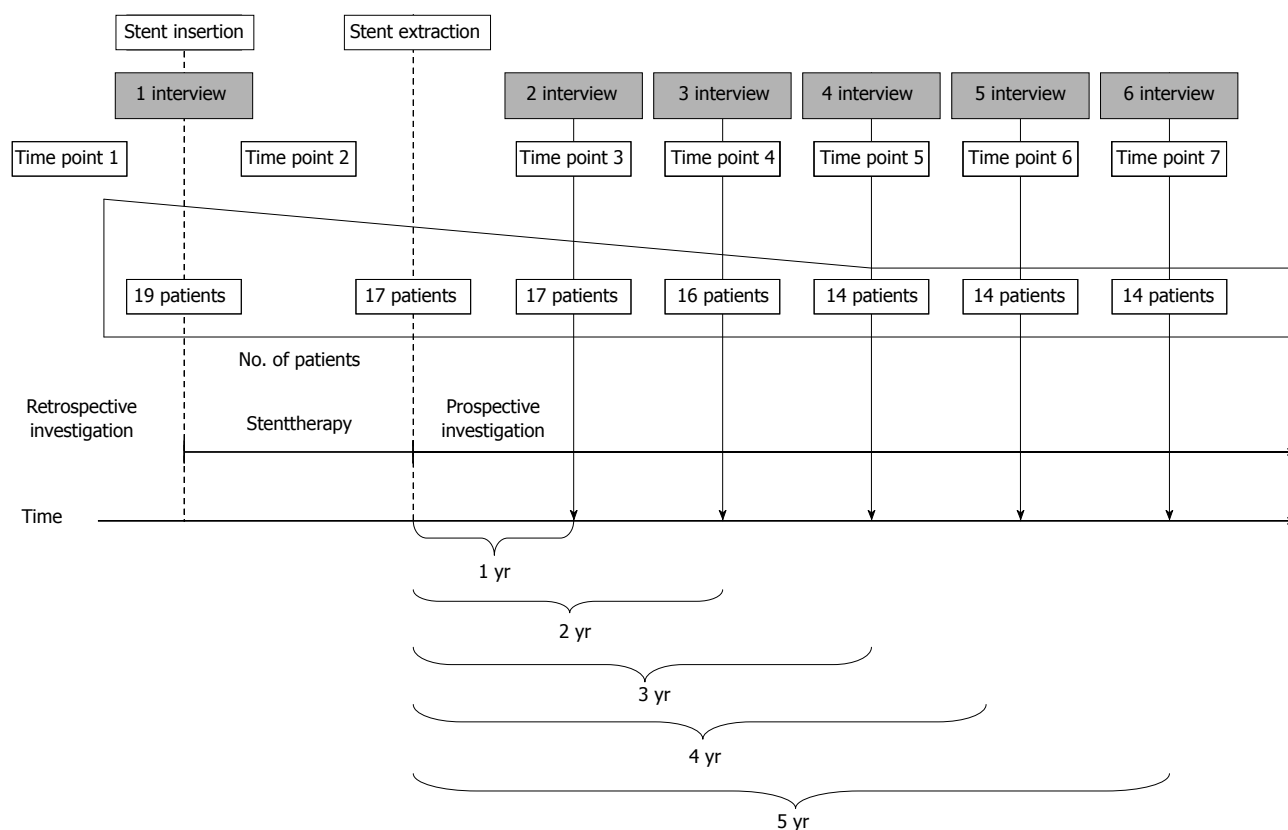 Stent insertion
Stent extraction
1 interview
2 interview
3 interview
4 interview
5 interview
6 interview
Time point 1
Time point 2
Time point 3
Time point 4
Time point 5
Time point 6
Time point 7
19 patients
17 patients
17 patients
16 patients
14 patients
14 patients
14 patients
No. of patients
Retrospective
investigation
Stenttherapy
Prospective
investigation
Time
1 yr
2 yr
3 yr
4 yr
5 yr